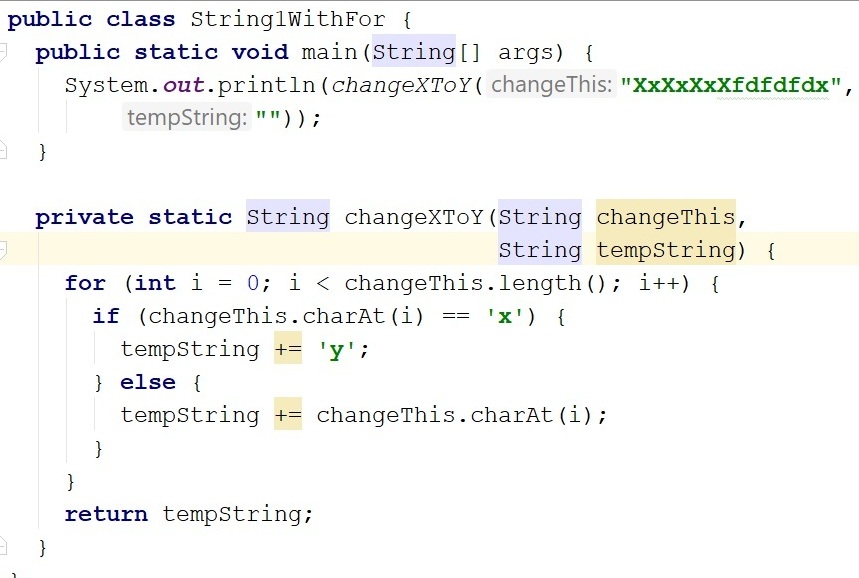 public class String1WithFor {
public static void main(String[] args) {
System.out.println(changeXToY( changeThis: "XxXxXxXfdfdfdx",
tempString: ""));
}
private static String changeXToY(String changeThis,
String tempString) {
for (int i = 0; i < changeThis.length(); i++) {
if (changeThis.charAt(i) == 'x') {
tempString += 'y';
} else {
tempString += changeThis.charAt(i);
}
}
return tempString;
}
}